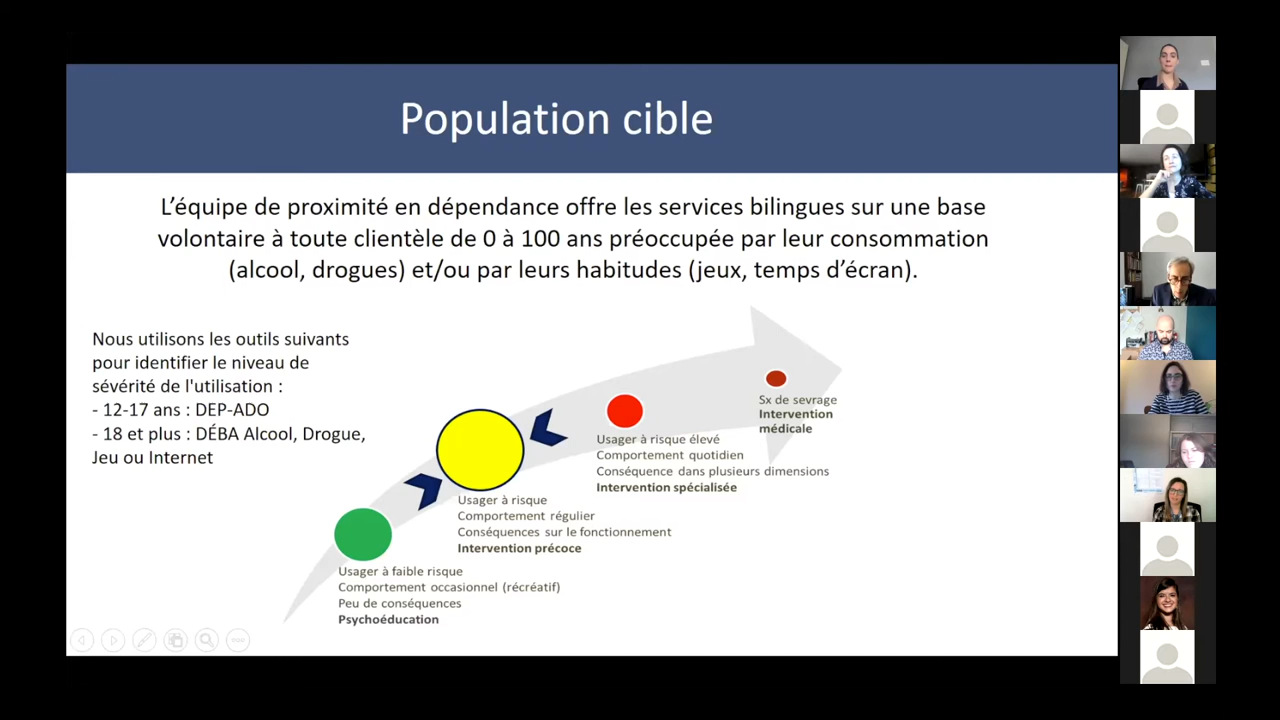 Population cible
L’équipe de proximité en dépendance offre les services bilingues sur une base
volontaire à toute clientèle de 0 à 100 ans préoccupée par leur consommation
(alcool, drogues) et/ou par leurs habitudes (jeux, temps d’écran).
Nous utilisons les outils suivants
pour identifier le niveau de
sévérité de l'utilisation :
- 12-17 ans : DEP-ADO
- 18 et plus : DÉBA Alcool, Drogue,
Jeu ou Internet
Usager à faible risque
Comportement occasionnel (récréatif)
Peu de conséquences
Psychoéducation
Usager à risque
Comportement régulier
Conséquences sur le fonctionnement
Intervention précoce
Usager à risque élevé
Comportement quotidien
Conséquence dans plusieurs dimensions
Intervention spécialisée
Sx de sevrage
Intervention
médicale